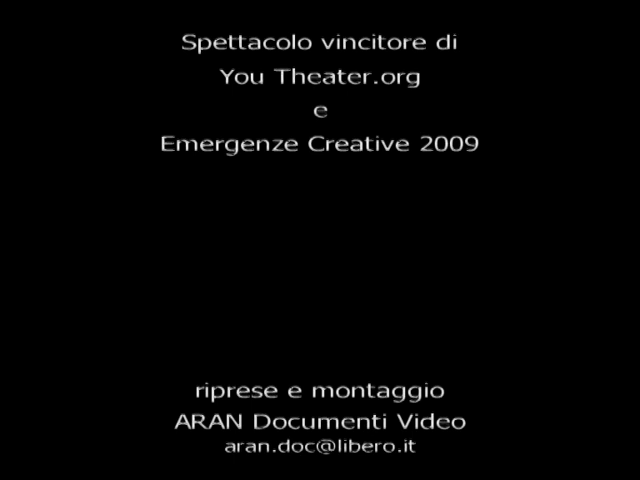 Spettacolo vincitore di
You Theater.org
e
Emergenze Creative 2009
riprese e montaggio
ARAN Documenti Video
aran.doc@libero.it